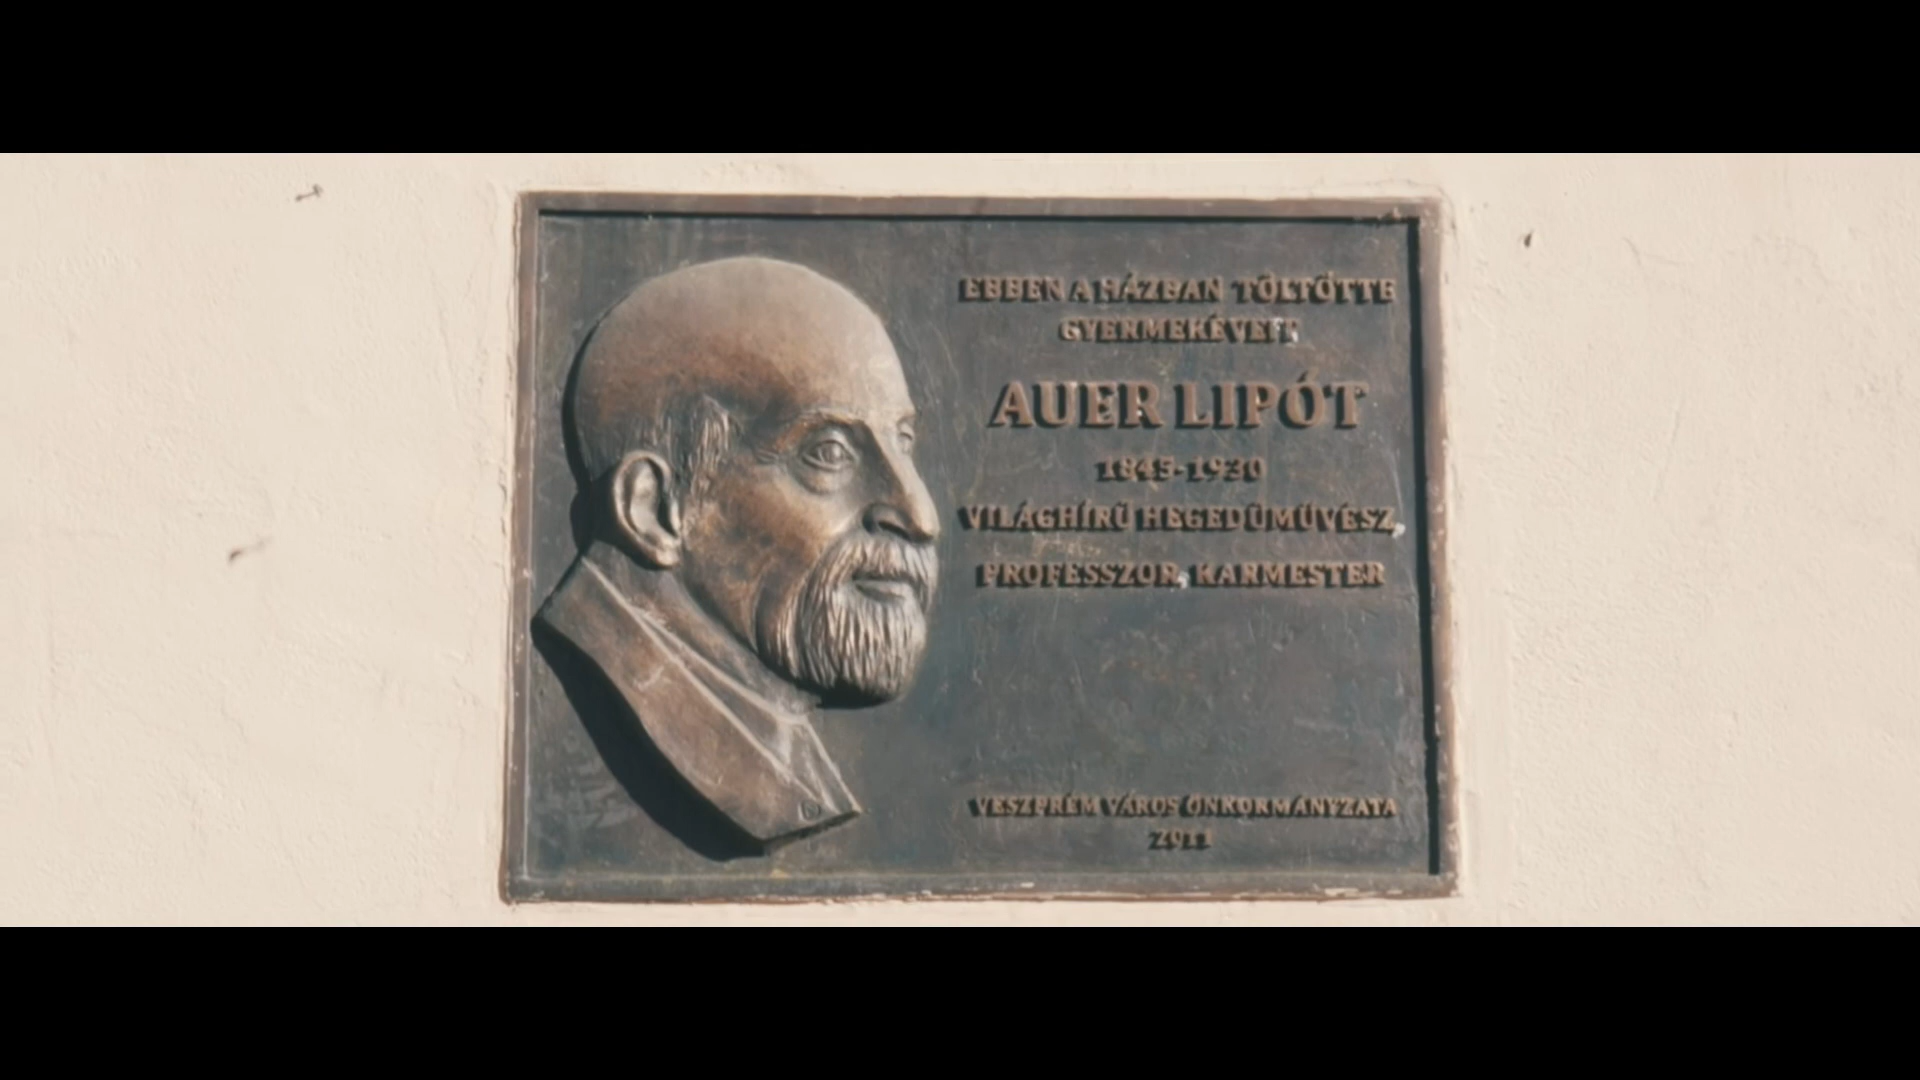 EBBEN A HÁZBAN TÖLTÖTTE
GYERMEKÉVEIT
AUER LIPÓT
1845-1930
VILÁGHÍRŰ HEGEDŰMŰVÉSZ,
PROFESSZOR, KARMESTER
VESZPRÉM VÁROS ÖNKORMÁNYZATA
2011